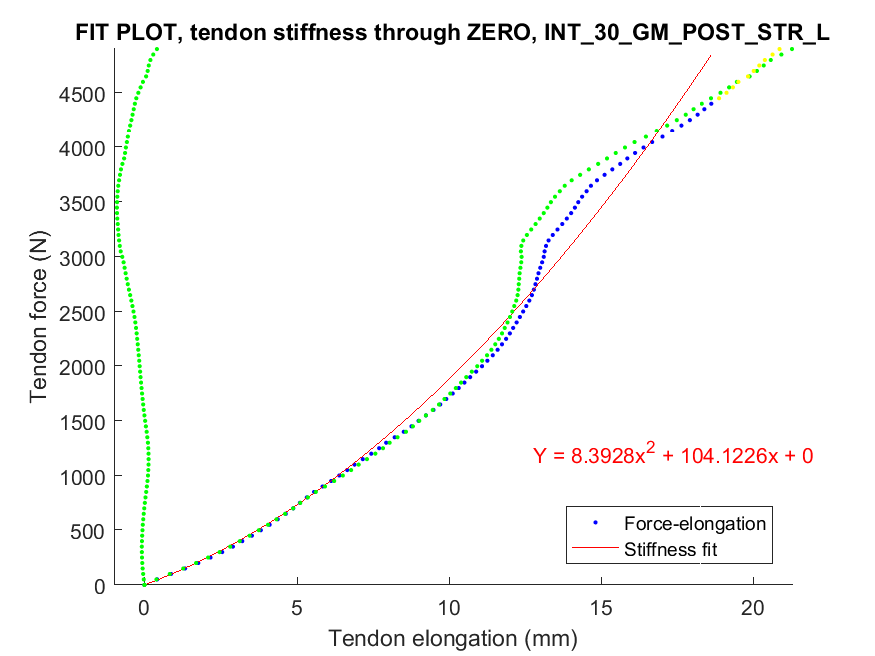 FIT PLOT, tendon stiffness through ZERO, INT_30_GM_POST_STR_L
4500
4000
3500
3000
2500
2000
1500
1000
500
0
Tendon force (N)
Y = 8.3928x² + 104.1226x + 0
Force-elongation
Stiffness fit
0 5 10 15 20
Tendon elongation (mm)